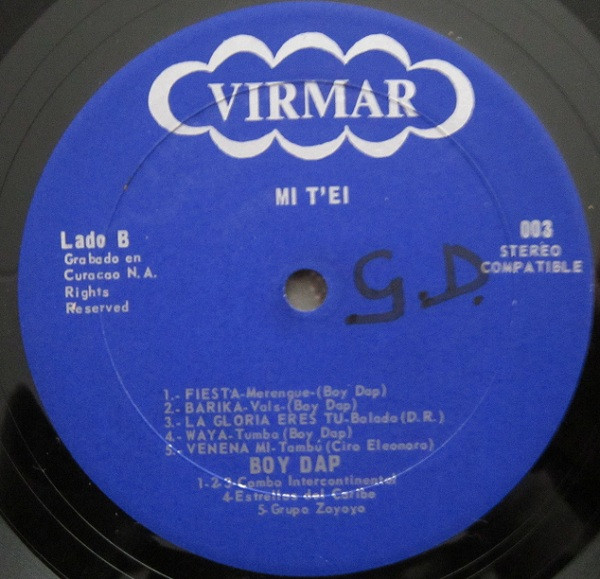 VIRMAR
MI T'EI
Lado B
Grabado en
Curacao N.A.
Rights
Reserved
003
STEREO
COMPATIBLE
G.D.
1.- FIESTA-Merengue-(Boy Dap)
2.- BARIKA-Vals-(Boy Dap)
3.- LA GLORIA ERES TU-Balada(D.R.)
4.- WAYA-Tumba(Boy Dap)
5.- VENENA MI-Tambú(Ciro Eleonora)
BOY DAP
1-2-3-Combo Intercontinental
4-Estrellas del Caribe
5-Grupo Zoyoyo